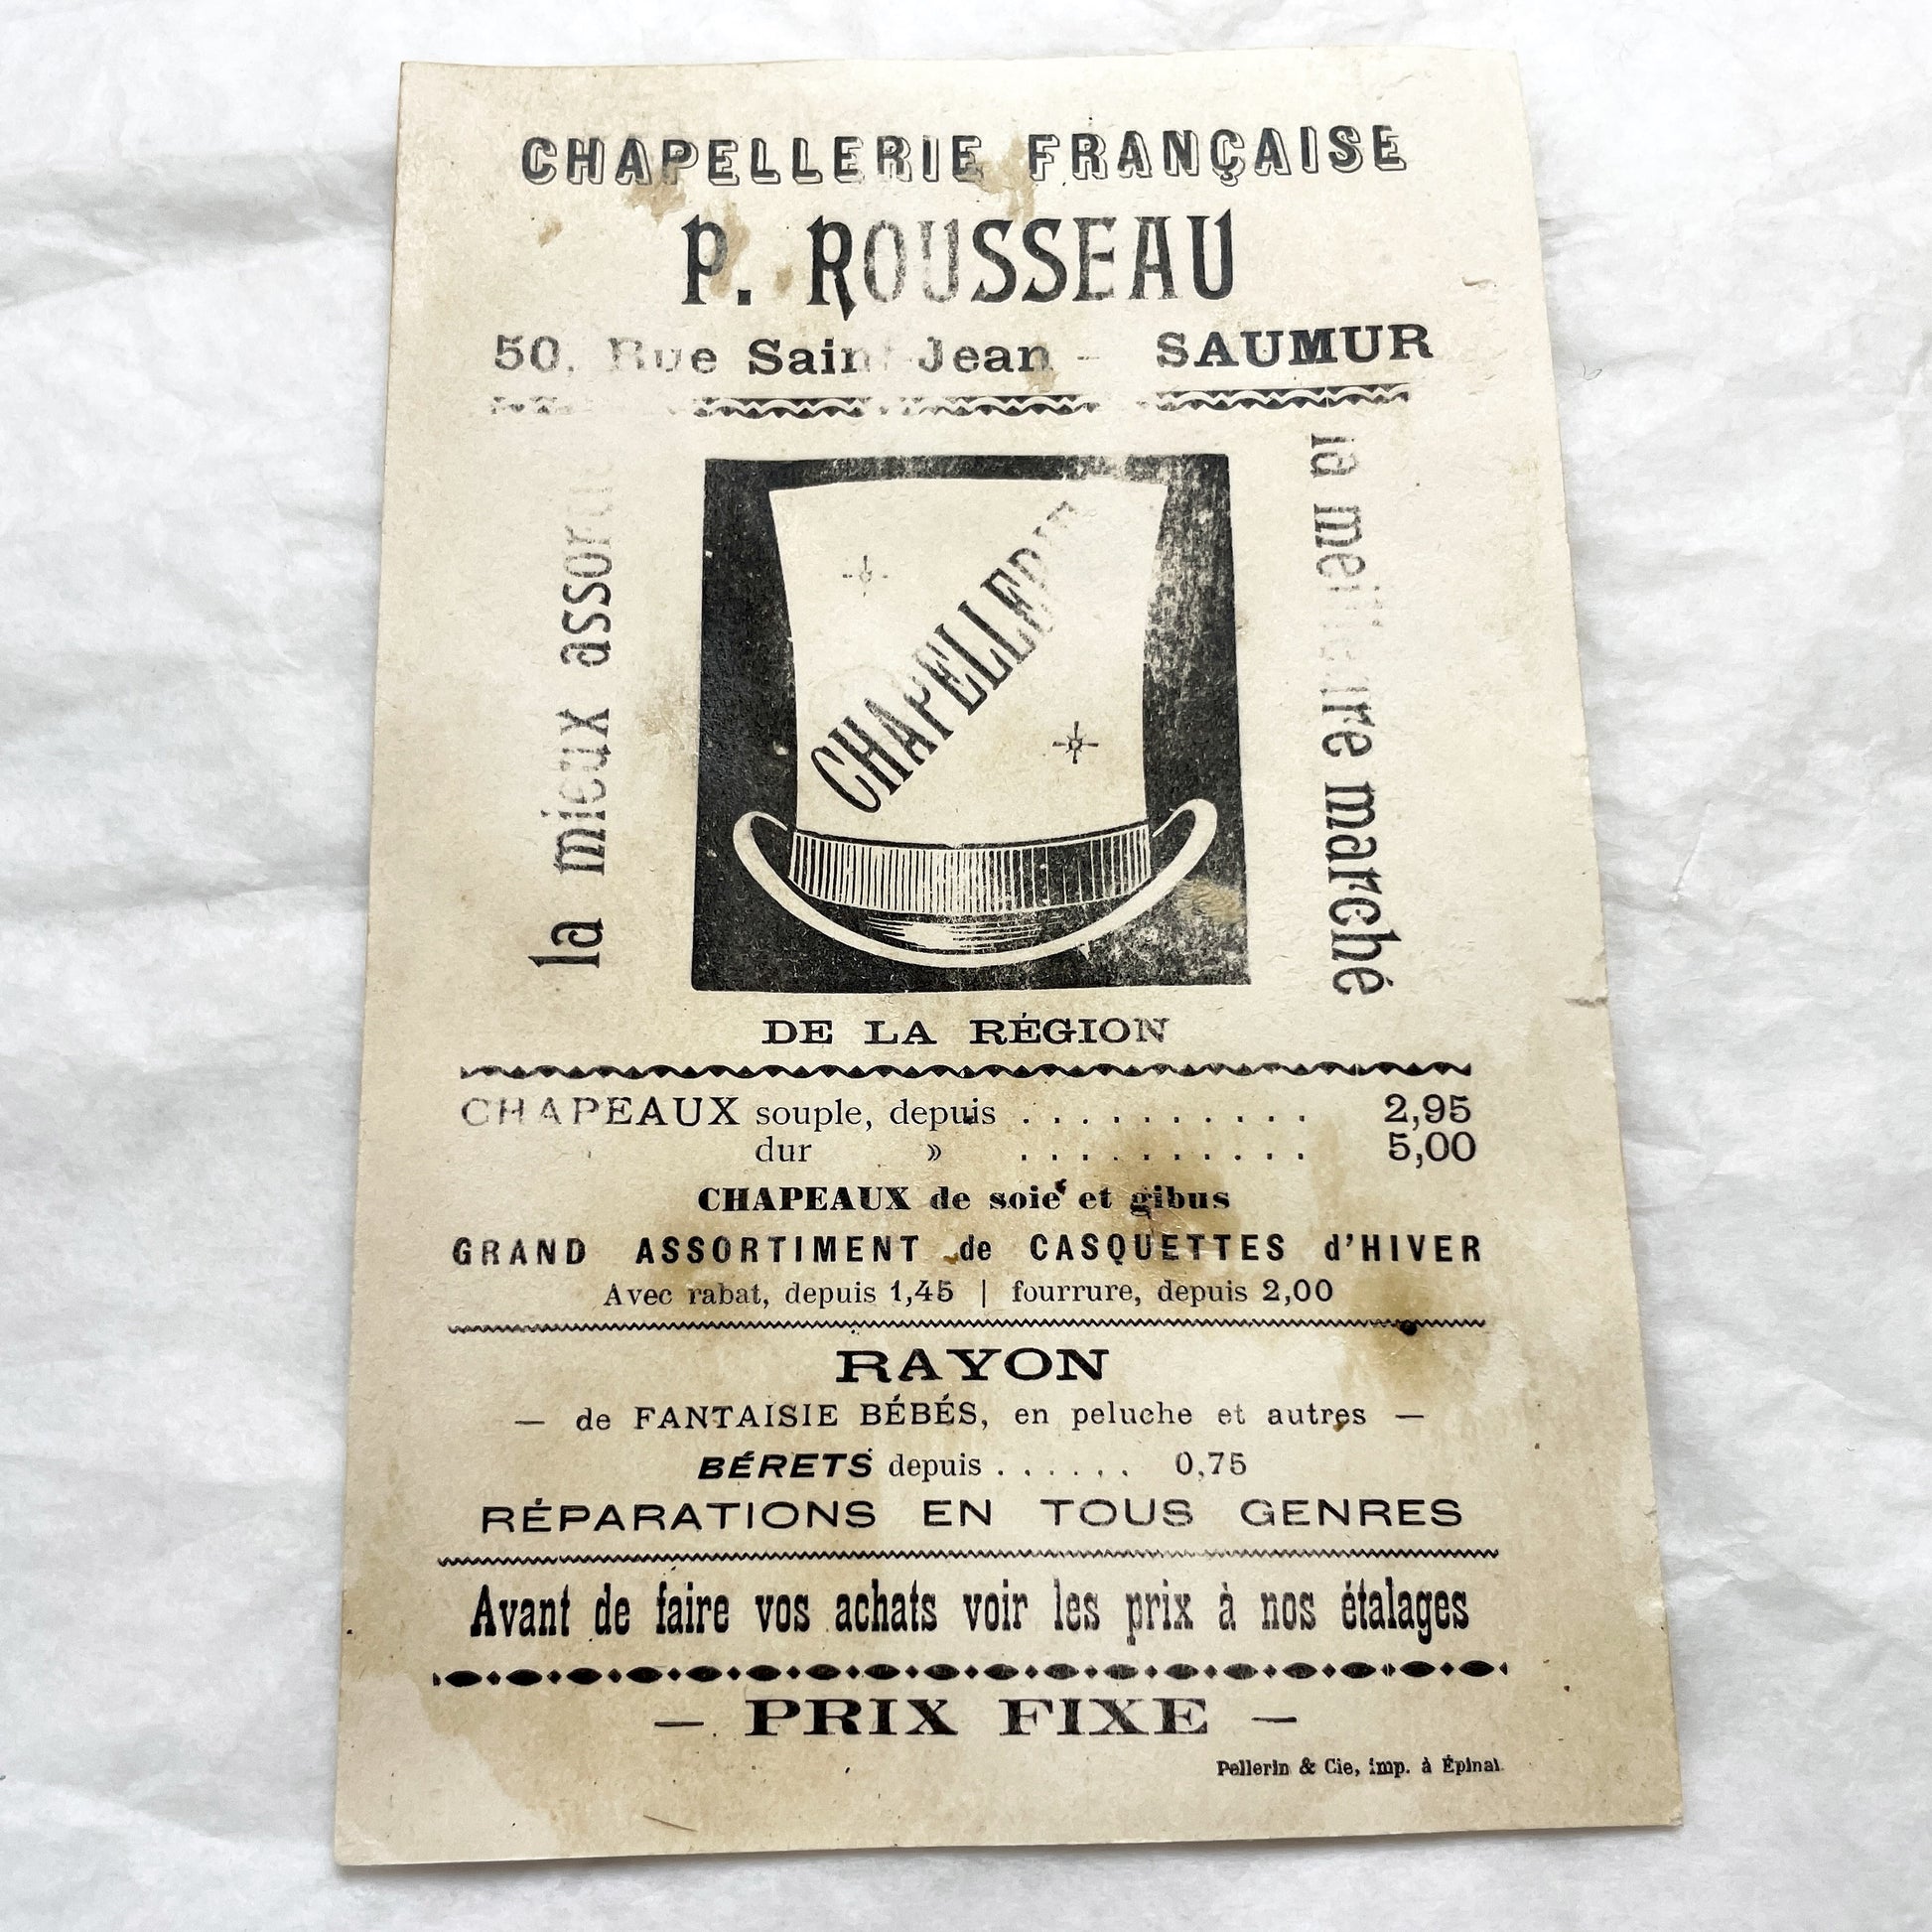 CHAPELLERIE FRANÇAISE
P. ROUSSEAU
50, Rue Saint-Jean - SAUMUR
la mieux assortie
CHAPELLERIE
la meilleure marché
DE LA RÉGION
CHAPEAUX souple, depuis . . . . . . . . . . 2,95
dur » . . . . . . . . . . 5,00
CHAPEAUX de soie et gibus
GRAND ASSORTIMENT de CASQUETTES d'HIVER
Avec rabat, depuis 1,45 | fourrure, depuis 2,00
RAYON
— de FANTAISIE BÉBÉS, en peluche et autres —
BÉRETS depuis . . . . . . 0,75
RÉPARATIONS EN TOUS GENRES
Avant de faire vos achats voir les prix à nos étalages
— PRIX FIXE —
Pellerin & Cie, imp. à Épinal.